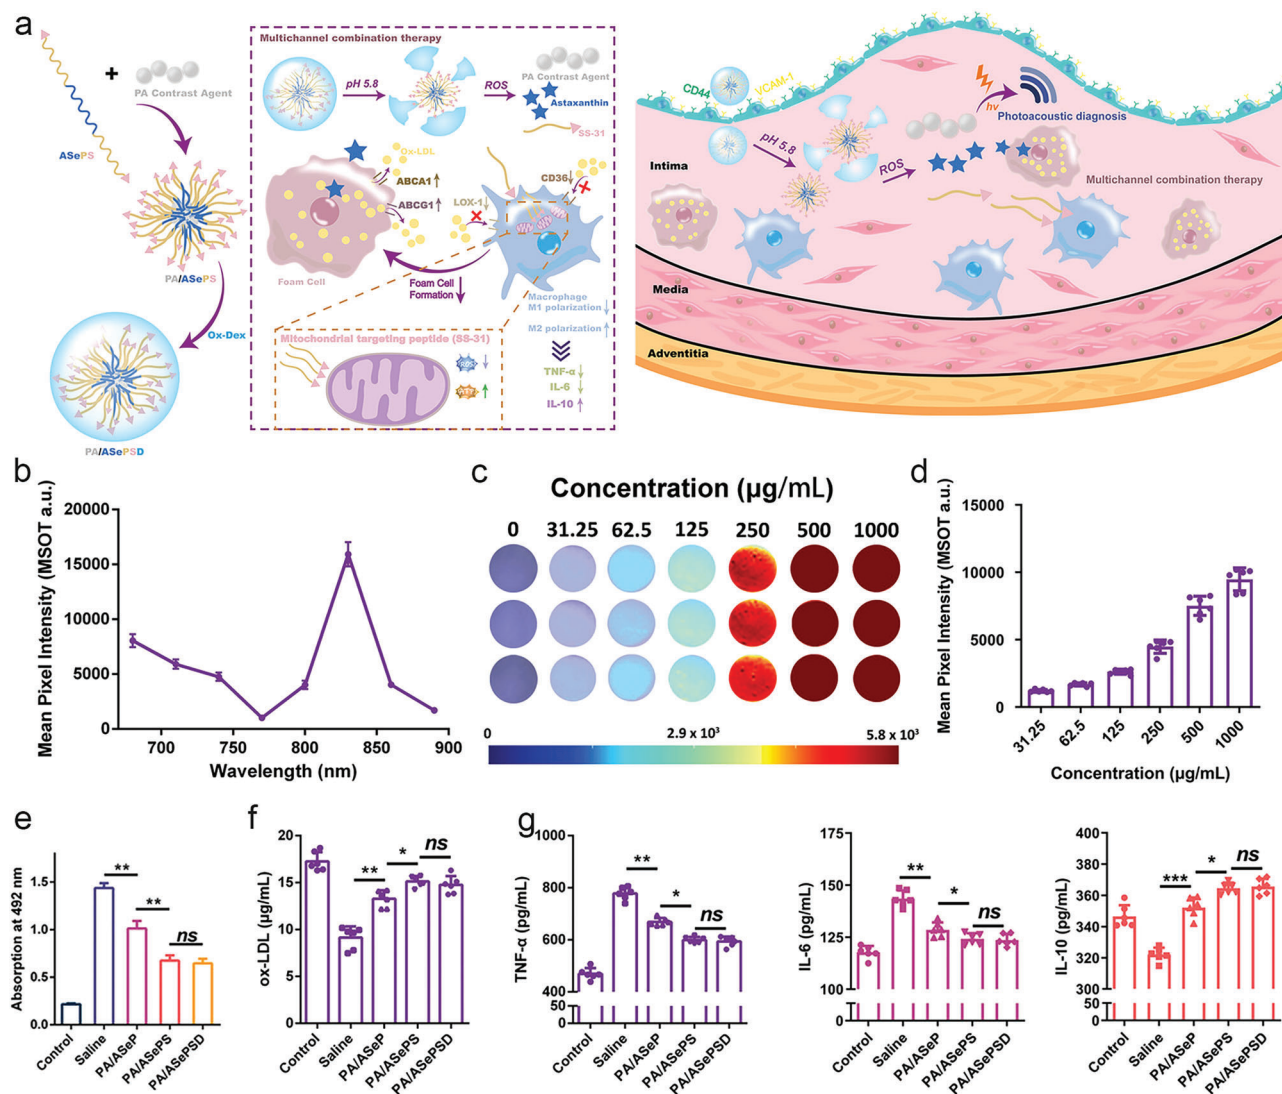 a
+
PA Contrast Agent
ASePS
PA/ASePS
Ox-Dex
PA/ASePSD
Multichannel combination therapy
pH 5.8
ROS
PA Contrast Agent
Astaxanthin
SS-31
Ox-LDL
ABCA1↑
ABCG1↑
LOX-1↓
CD36↓
Foam Cell
Foam Cell
Formation↓
Macrophage
M1 polarization↓
M2 polarization↑
TNF-α↓
IL-6↓
IL-10↑
Mitochondrial targeting peptide (SS-31)
ROS↓
ATP↑
CD44
VCAM-1
hv
Photoacoustic diagnosis
pH 5.8
ROS
Intima
Multichannel combination therapy
Media
Adventitia
b
Mean Pixel Intensity (MSOT a.u.)
20000
15000
10000
5000
0
700 750 800 850 900
Wavelength (nm)
c
Concentration (µg/mL)
0 31.25 62.5 125 250 500 1000
0 2.9 x 10³ 5.8 x 10³
d
Mean Pixel Intensity (MSOT a.u.)
15000
10000
5000
0
31.25 62.5 125 250 500 1000
Concentration (µg/mL)
e
Absorption at 492 nm
1.5
1.0
0.5
0.0
** ** ns
Control Saline PA/ASeP PA/ASePS PA/ASePSD
f
ox-LDL (µg/mL)
20
15
10
5
0
** * ns
Control Saline PA/ASeP PA/ASePS PA/ASePSD
g
TNF-α (pg/mL)
1000
800
600
400
50
0
** * ns
Control Saline PA/ASeP PA/ASePS PA/ASePSD
IL-6 (pg/mL)
175
150
125
100
50
0
** * ns
Control Saline PA/ASeP PA/ASePS PA/ASePSD
IL-10 (pg/mL)
400
380
360
340
320
300
50
0
*** * ns
Control Saline PA/ASeP PA/ASePS PA/ASePSD